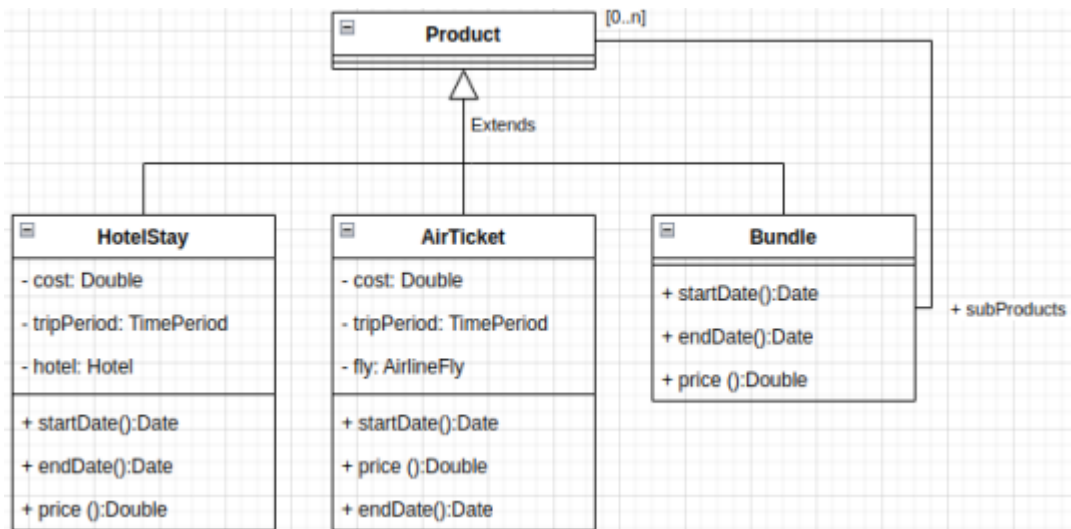 [0..n]
Product
Extends
HotelStay
- cost: Double
- tripPeriod: TimePeriod
- hotel: Hotel
+ startDate():Date
+ endDate():Date
+ price ():Double
AirTicket
- cost: Double
- tripPeriod: TimePeriod
- fly: AirlineFly
+ startDate():Date
+ price ():Double
+ endDate():Date
Bundle
+ startDate():Date
+ endDate():Date
+ price ():Double
+ subProducts